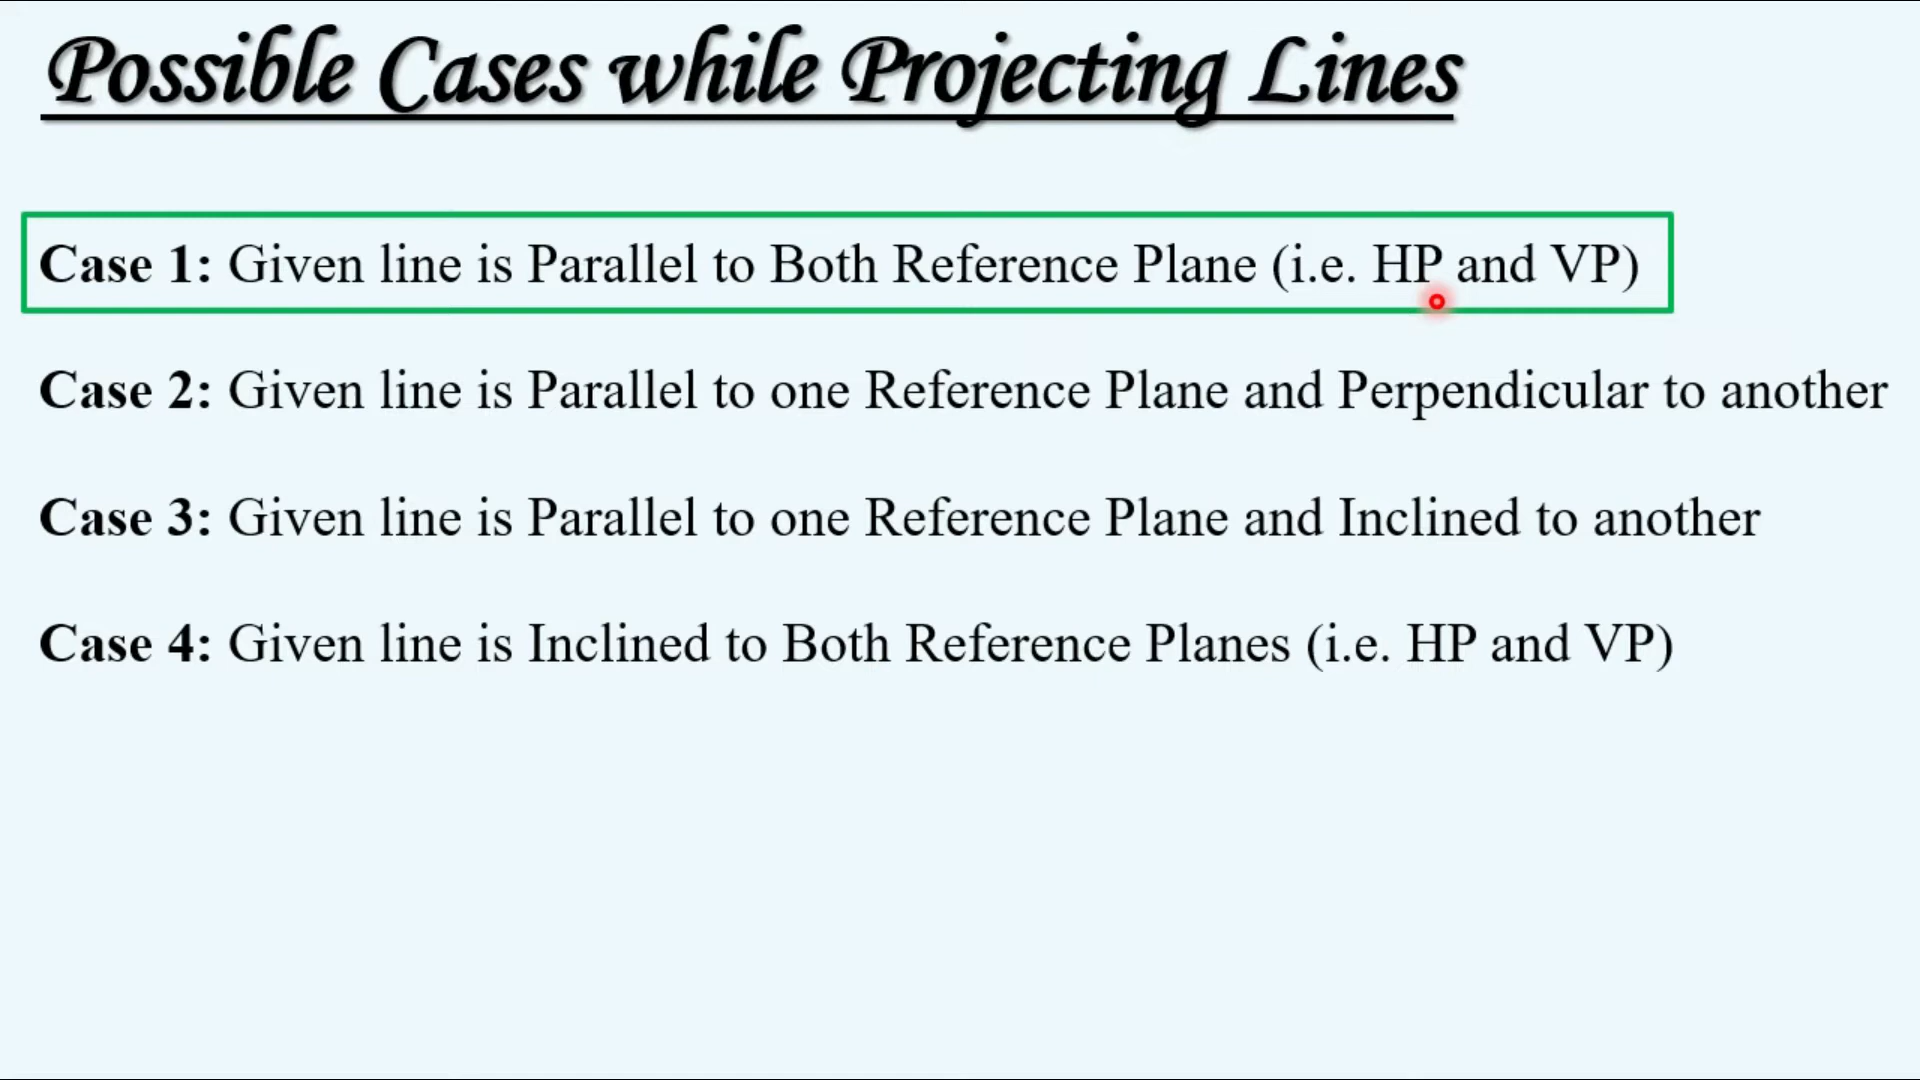 Possible Cases while Projecting Lines
Case 1: Given line is Parallel to Both Reference Plane (i.e. HP and VP)
Case 2: Given line is Parallel to one Reference Plane and Perpendicular to another
Case 3: Given line is Parallel to one Reference Plane and Inclined to another
Case 4: Given line is Inclined to Both Reference Planes (i.e. HP and VP)